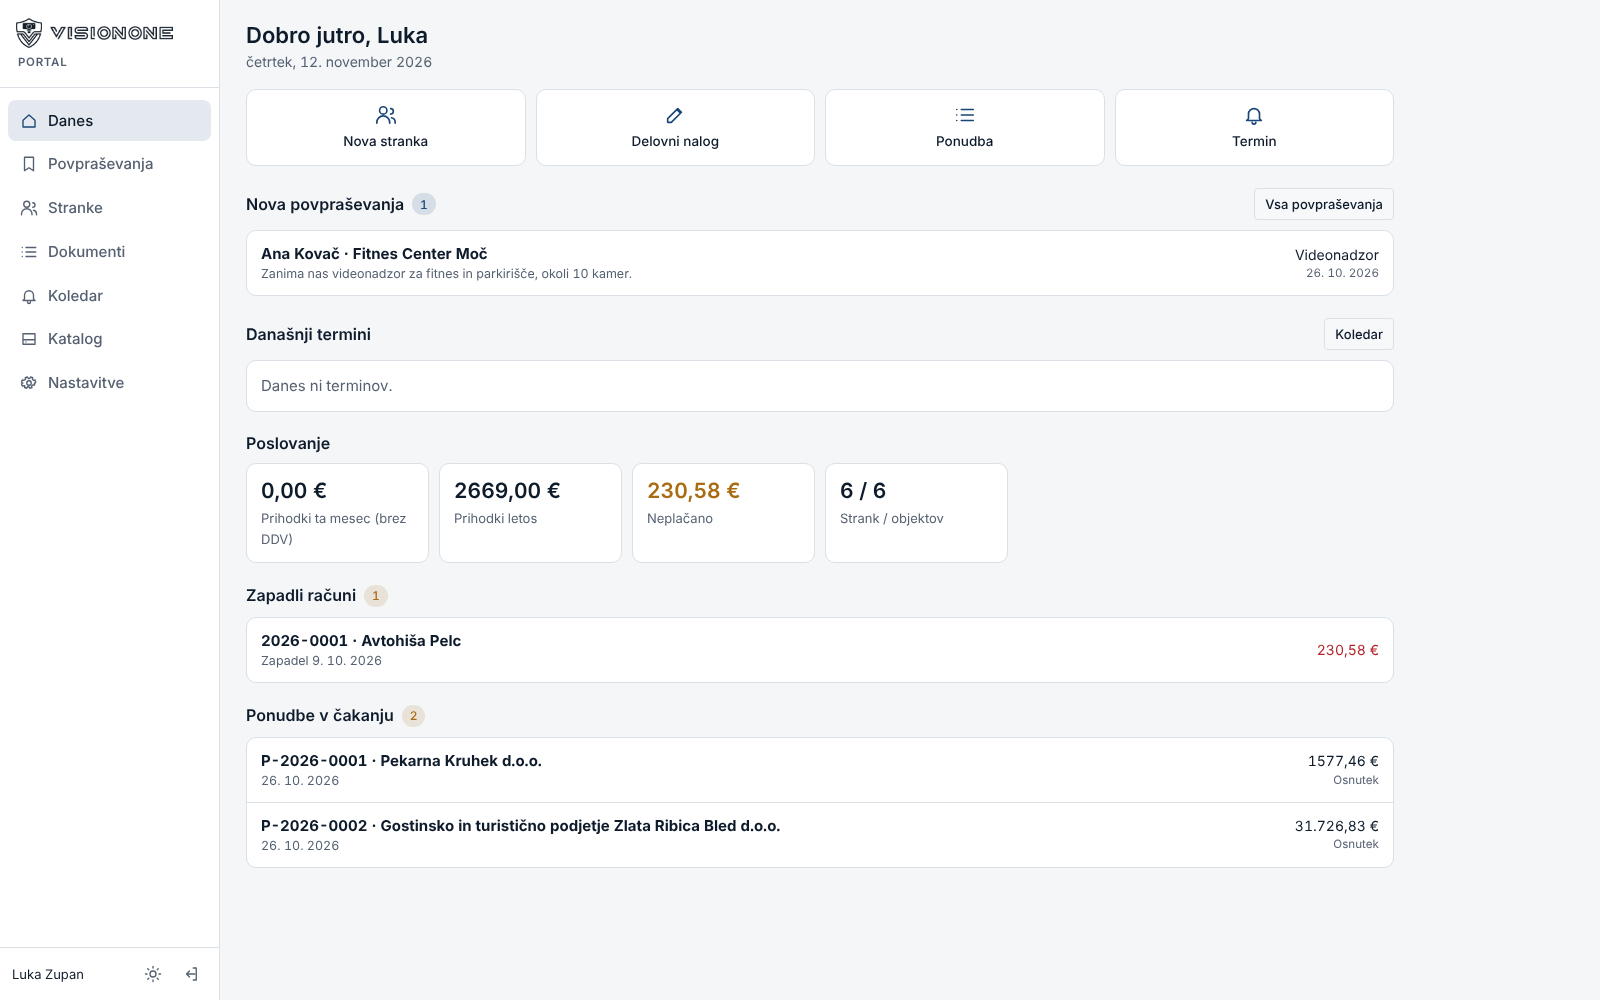 VISIONONE
PORTAL
Danes
Povpraševanja
Stranke
Dokumenti
Koledar
Katalog
Nastavitve
Luka Zupan
Dobro jutro, Luka
četrtek, 12. november 2026
Nova stranka
Delovni nalog
Ponudba
Termin
Nova povpraševanja 1
Vsa povpraševanja
Ana Kovač · Fitnes Center Moč
Zanima nas videonadzor za fitnes in parkirišče, okoli 10 kamer.
Videonadzor
26. 10. 2026
Današnji termini
Koledar
Danes ni terminov.
Poslovanje
0,00 €
Prihodki ta mesec (brez
DDV)
2669,00 €
Prihodki letos
230,58 €
Neplačano
6 / 6
Strank / objektov
Zapadli računi 1
2026-0001 · Avtohiša Pelc
Zapadel 9. 10. 2026
230,58 €
Ponudbe v čakanju 2
P-2026-0001 · Pekarna Kruhek d.o.o.
26. 10. 2026
1577,46 €
Osnutek
P-2026-0002 · Gostinsko in turistično podjetje Zlata Ribica Bled d.o.o.
26. 10. 2026
31.726,83 €
Osnutek